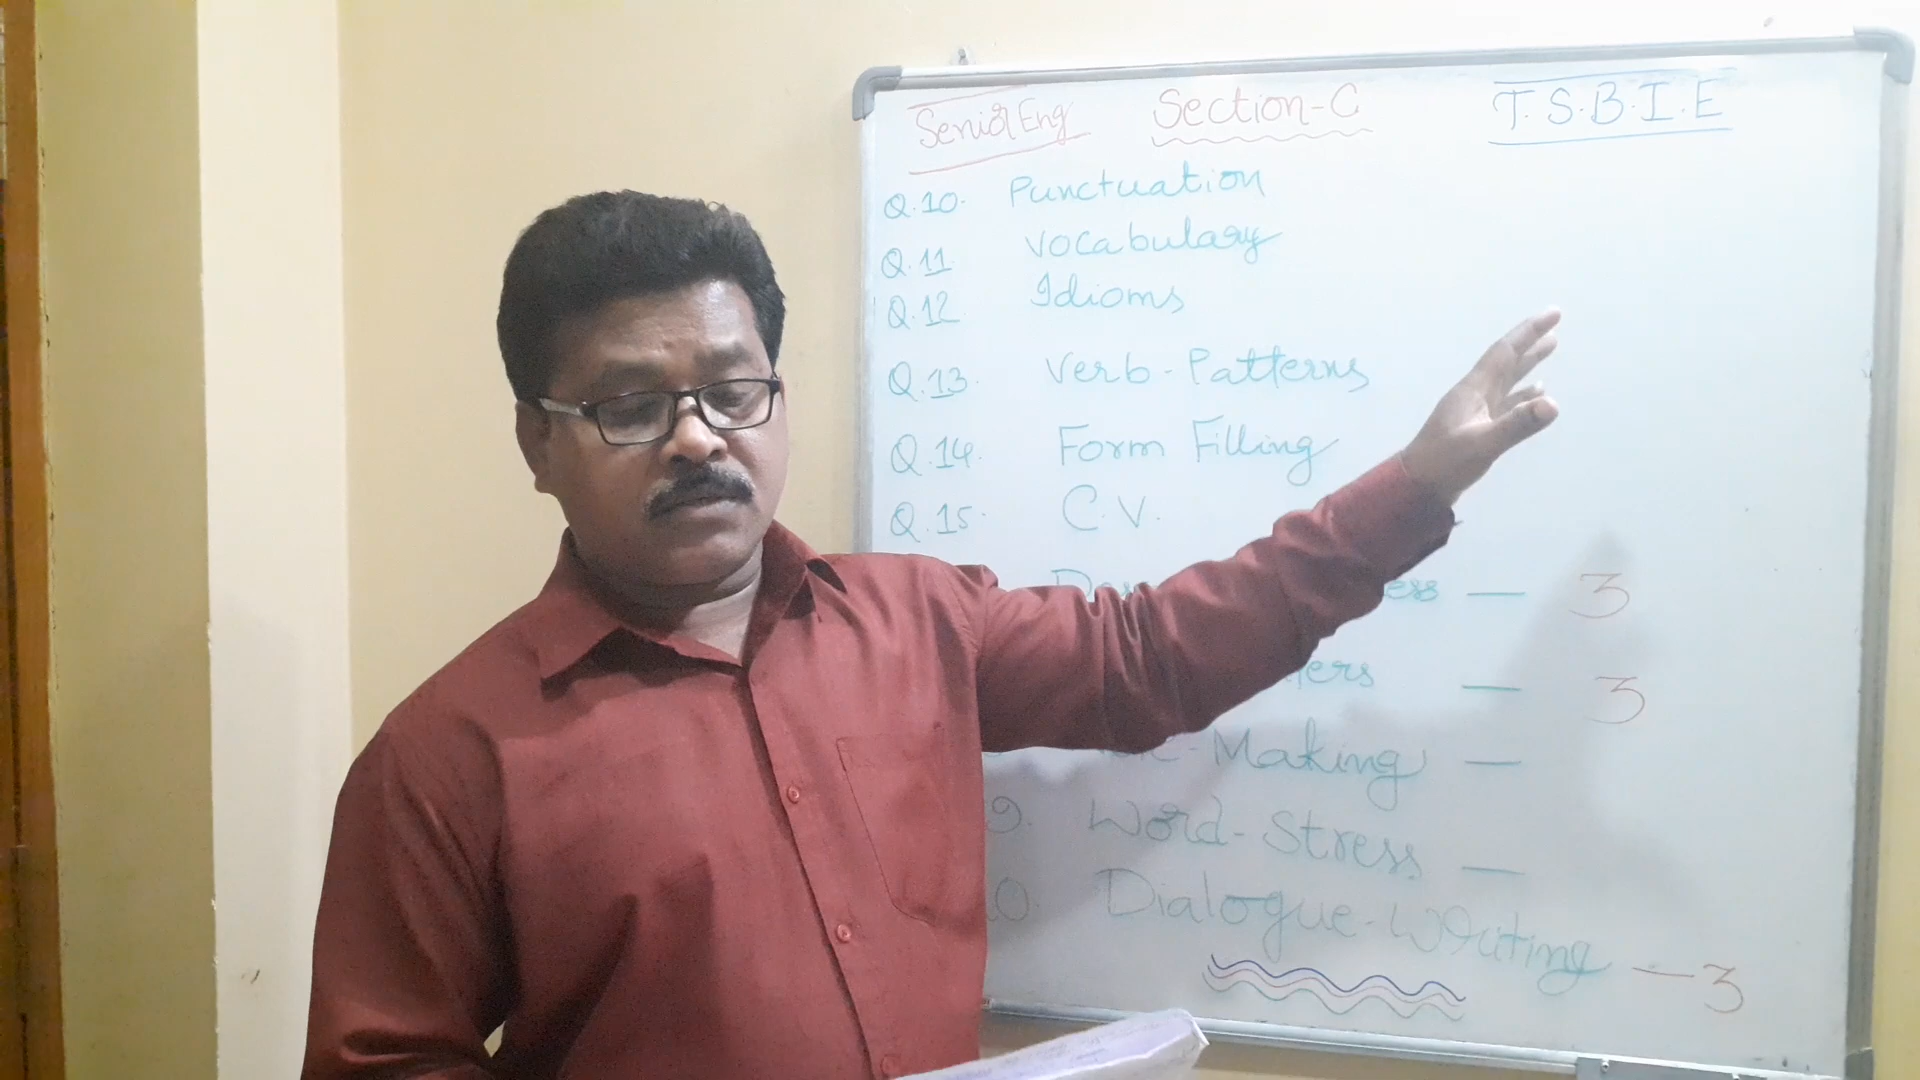 Senior Eng Section-C T.S.B.I.E
Q.10. Punctuation
Q.11. Vocabulary
Q.12. Idioms
Q.13. Verb-Patterns
Q.14. Form Filling
Q.15. C.V.
— 3
— 3
Making —
9. Word-Stress —
Dialogue-Writing — 3